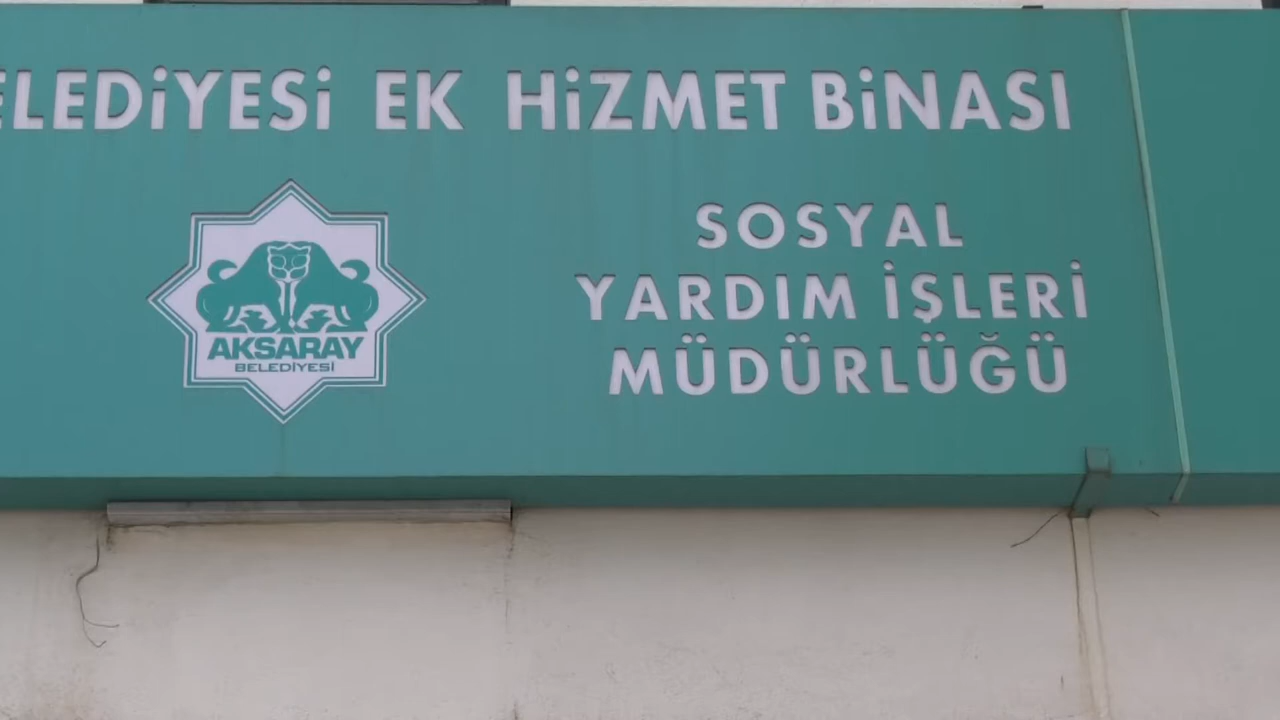 ELEDİYESİ EK HİZMET BİNASI
SOSYAL
YARDIM İŞLERİ
MÜDÜRLÜĞÜ
AKSARAY
BELEDİYESİ